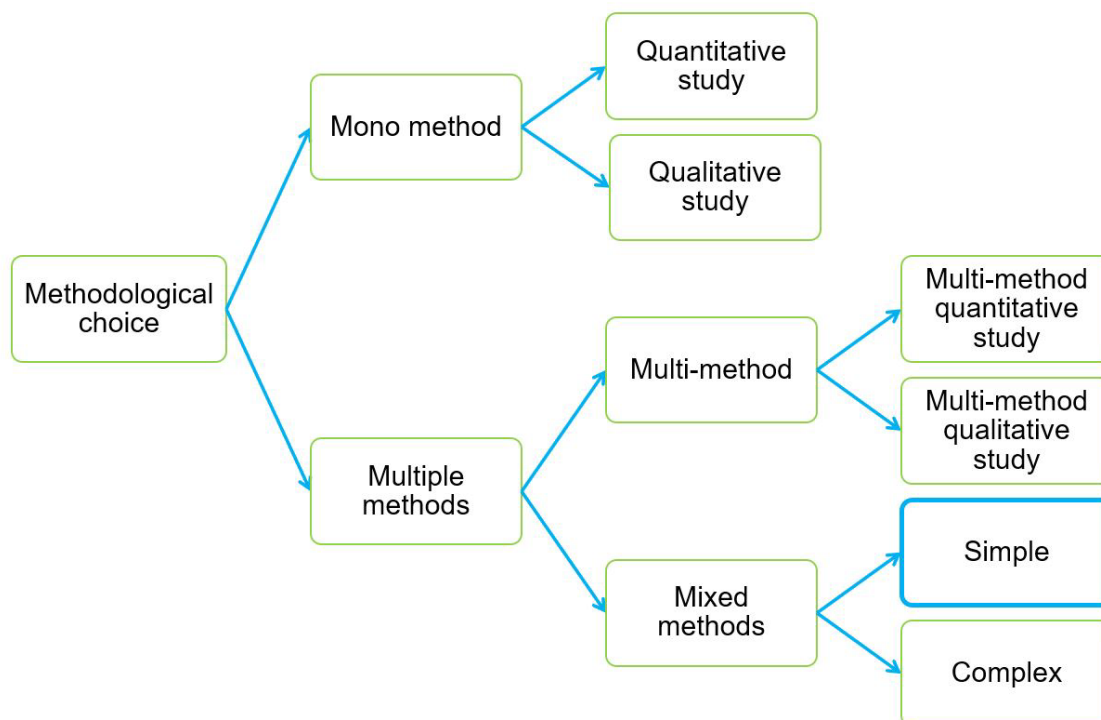 Quantitative
study
Mono method
Qualitative
study
Methodological
choice
Multi-method
quantitative
study
Multi-method
Multi-method
qualitative
study
Multiple
methods
Simple
Mixed
methods
Complex